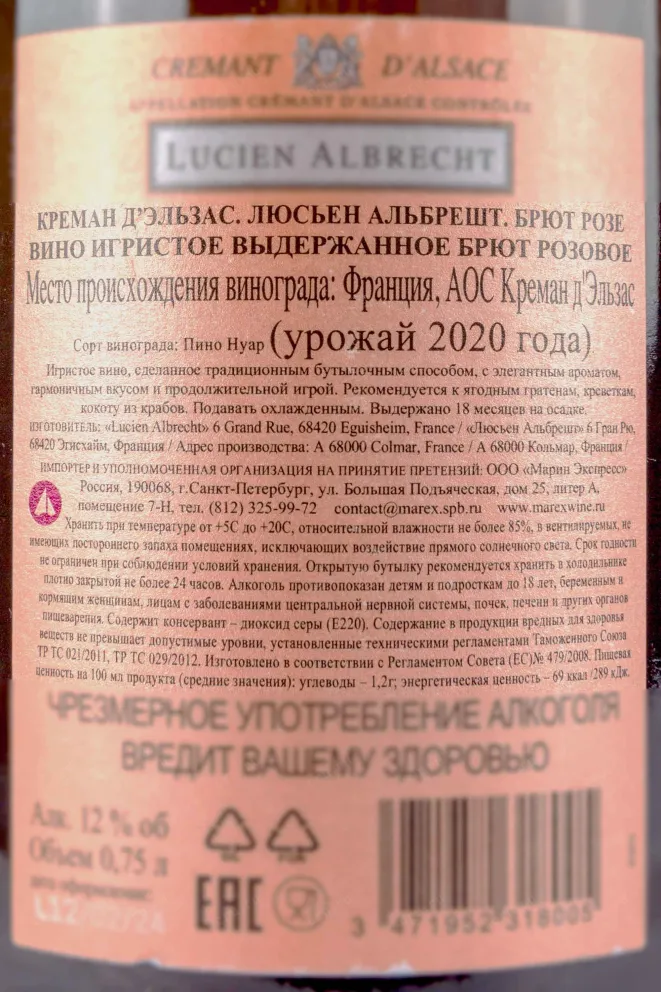 CREMANT D'ALSACE
APPELLATION CRÉMANT D'ALSACE CONTRÔLÉE
LUCIEN ALBRECHT
КРЕМАН Д'ЭЛЬЗАС. ЛЮСЬЕН АЛЬБРЕШТ. БРЮТ РОЗЕ
ВИНО ИГРИСТОЕ ВЫДЕРЖАННОЕ БРЮТ РОЗОВОЕ
Место происхождения винограда: Франция, АОС Креман д'Эльзас
Сорт винограда: Пино Нуар (урожай 2020 года)
Игристое вино, сделанное традиционным бутылочным способом, с элегантным ароматом,
гармоничным вкусом и продолжительной игрой. Рекомендуется к ягодным гратенам, креветкам,
кокоту из крабов. Подавать охлажденным. Выдержано 18 месяцев на осадке.
ИЗГОТОВИТЕЛЬ: «Lucien Albrecht» 6 Grand Rue, 68420 Eguisheim, France / «Люсьен Альбрешт» 6 Гран Рю,
68420 Эгисхайм, Франция / Адрес производства: A 68000 Colmar, France / А 68000 Кольмар, Франция /
ИМПОРТЕР И УПОЛНОМОЧЕННАЯ ОРГАНИЗАЦИЯ НА ПРИНЯТИЕ ПРЕТЕНЗИЙ: ООО «Марин Экспресс»
Россия, 190068, г.Санкт-Петербург, ул. Большая Подъяческая, дом 25, литер А,
помещение 7-Н, тел. (812) 325-99-72 contact@marex.spb.ru www.marexwine.ru
Хранить при температуре от +5С до +20С, относительной влажности не более 85%, в вентилируемых, не
имеющих постороннего запаха помещениях, исключающих воздействие прямого солнечного света. Срок годности
не ограничен при соблюдении условий хранения. Открытую бутылку рекомендуется хранить в холодильнике
плотно закрытой не более 24 часов. Алкоголь противопоказан детям и подросткам до 18 лет, беременным и
кормящим женщинам, лицам с заболеваниями центральной нервной системы, почек, печени и других органов
пищеварения. Содержит консервант – диоксид серы (Е220). Содержание в продукции вредных для здоровья
веществ не превышает допустимые уровни, установленные техническими регламентами Таможенного Союза
ТР ТС 021/2011, ТР ТС 029/2012. Изготовлено в соответствии с Регламентом Совета (ЕС)№ 479/2008. Пищевая
ценность на 100 мл продукта (средние значения): углеводы – 1,2г; энергетическая ценность – 69 ккал /289 кДж.
ЧРЕЗМЕРНОЕ УПОТРЕБЛЕНИЕ АЛКОГОЛЯ
ВРЕДИТ ВАШЕМУ ЗДОРОВЬЮ
Алк. 12 % об
Объем 0,75 л
дата оформления:
L12/02/24
EAC
3 471952 318005